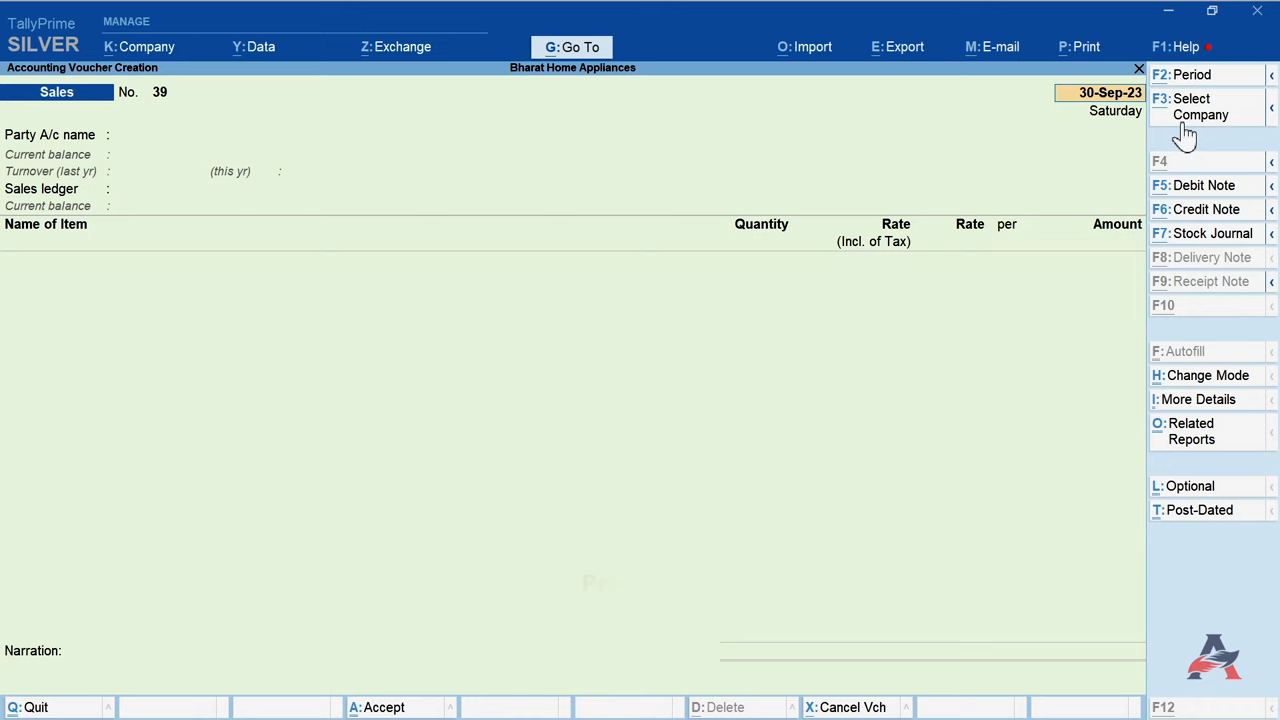 TallyPrime
MANAGE
SILVER
K:Company
Y:Data
Z:Exchange
G:Go To
O:Import
E:Export
M:E-mail
P:Print
F1:Help
Accounting Voucher Creation
Bharat Home Appliances
Sales
No. 39
30-Sep-23
Saturday
Party A/c name :
Current balance :
Turnover (last yr) : (this yr) :
Sales ledger :
Current balance :
Name of Item Quantity Rate Rate per Amount
(Incl. of Tax)
Narration:
F2:Period
F3:Select
Company
F4
F5:Debit Note
F6:Credit Note
F7:Stock Journal
F8:Delivery Note
F9:Receipt Note
F10
F:Autofill
H:Change Mode
I:More Details
O:Related
Reports
L:Optional
T:Post-Dated
Q:Quit
A:Accept
D:Delete
X:Cancel Vch
F12